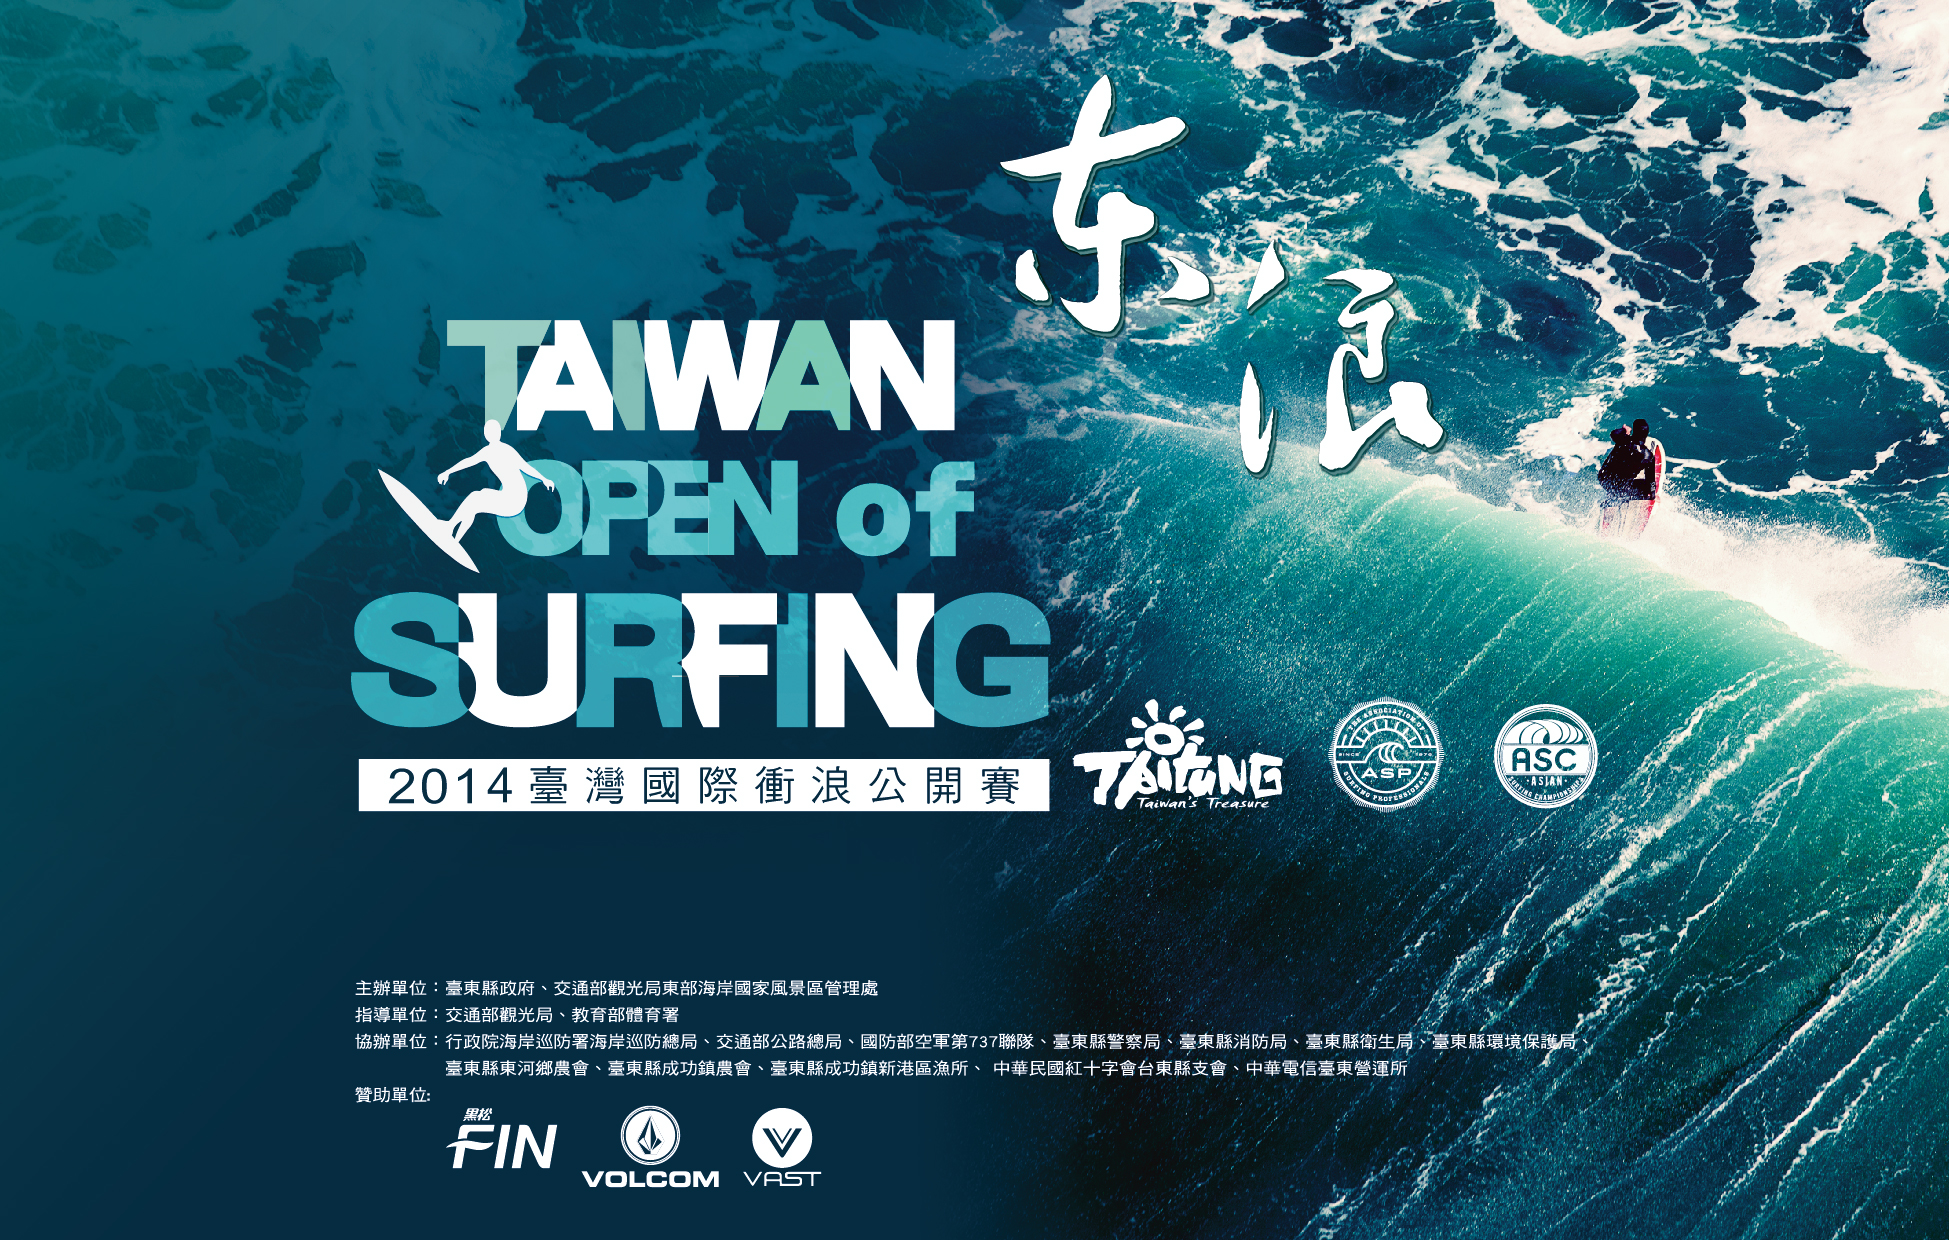 东浪
TAIWAN
OPEN of
SURFING
2014臺灣國際衝浪公開賽
TAITUNG
Taiwan's Treasure
THE ASSOCIATION OF
SINCE 1976
ASP
SURFING PROFESSIONALS
ASC
ASIAN
SURFING CHAMPIONSHIPS
主辦單位：臺東縣政府、交通部觀光局東部海岸國家風景區管理處
指導單位：交通部觀光局、教育部體育署
協辦單位：行政院海岸巡防署海岸巡防總局、交通部公路總局、國防部空軍第737聯隊、臺東縣警察局、臺東縣消防局、臺東縣衛生局、臺東縣環境保護局、
臺東縣東河鄉農會、臺東縣成功鎮農會、臺東縣成功鎮新港區漁所、 中華民國紅十字會台東縣支會、中華電信臺東營運所
贊助單位:
黑松
FIN
VOLCOM
VAST